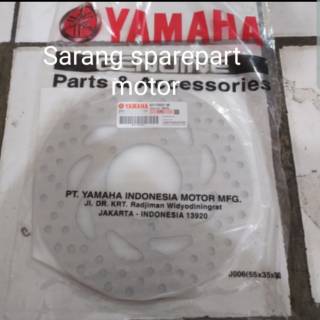 YAMAHA
GENUINE
Sarang sparepart
Parts & Accessories
motor
YAMAHA
PT. YAMAHA INDONESIA MOTOR MFG.
Jl. DR. KRT. Radjiman Widyodiningrat
JAKARTA - INDONESIA 13920